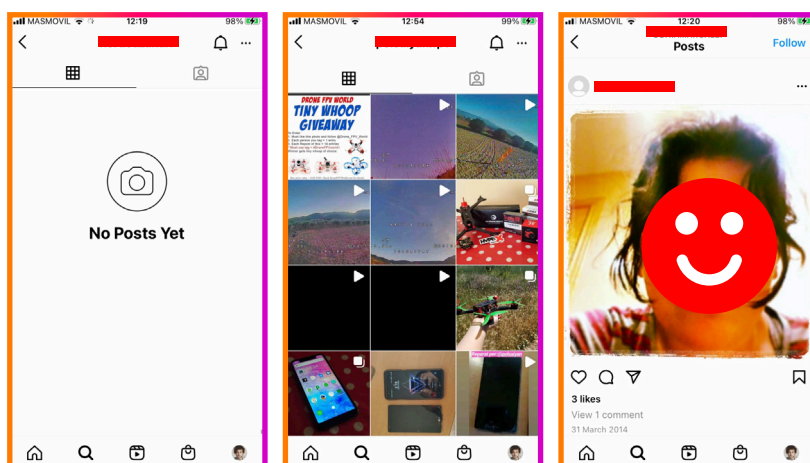 MASMOVIL 12:19 98%
No Posts Yet
MASMOVIL 12:54 99%
DRONE FPV WORLD
TINY WHOOP
GIVEAWAY
MASMOVIL 12:20 98%
Posts
Follow
3 likes
View 1 comment
31 March 2014